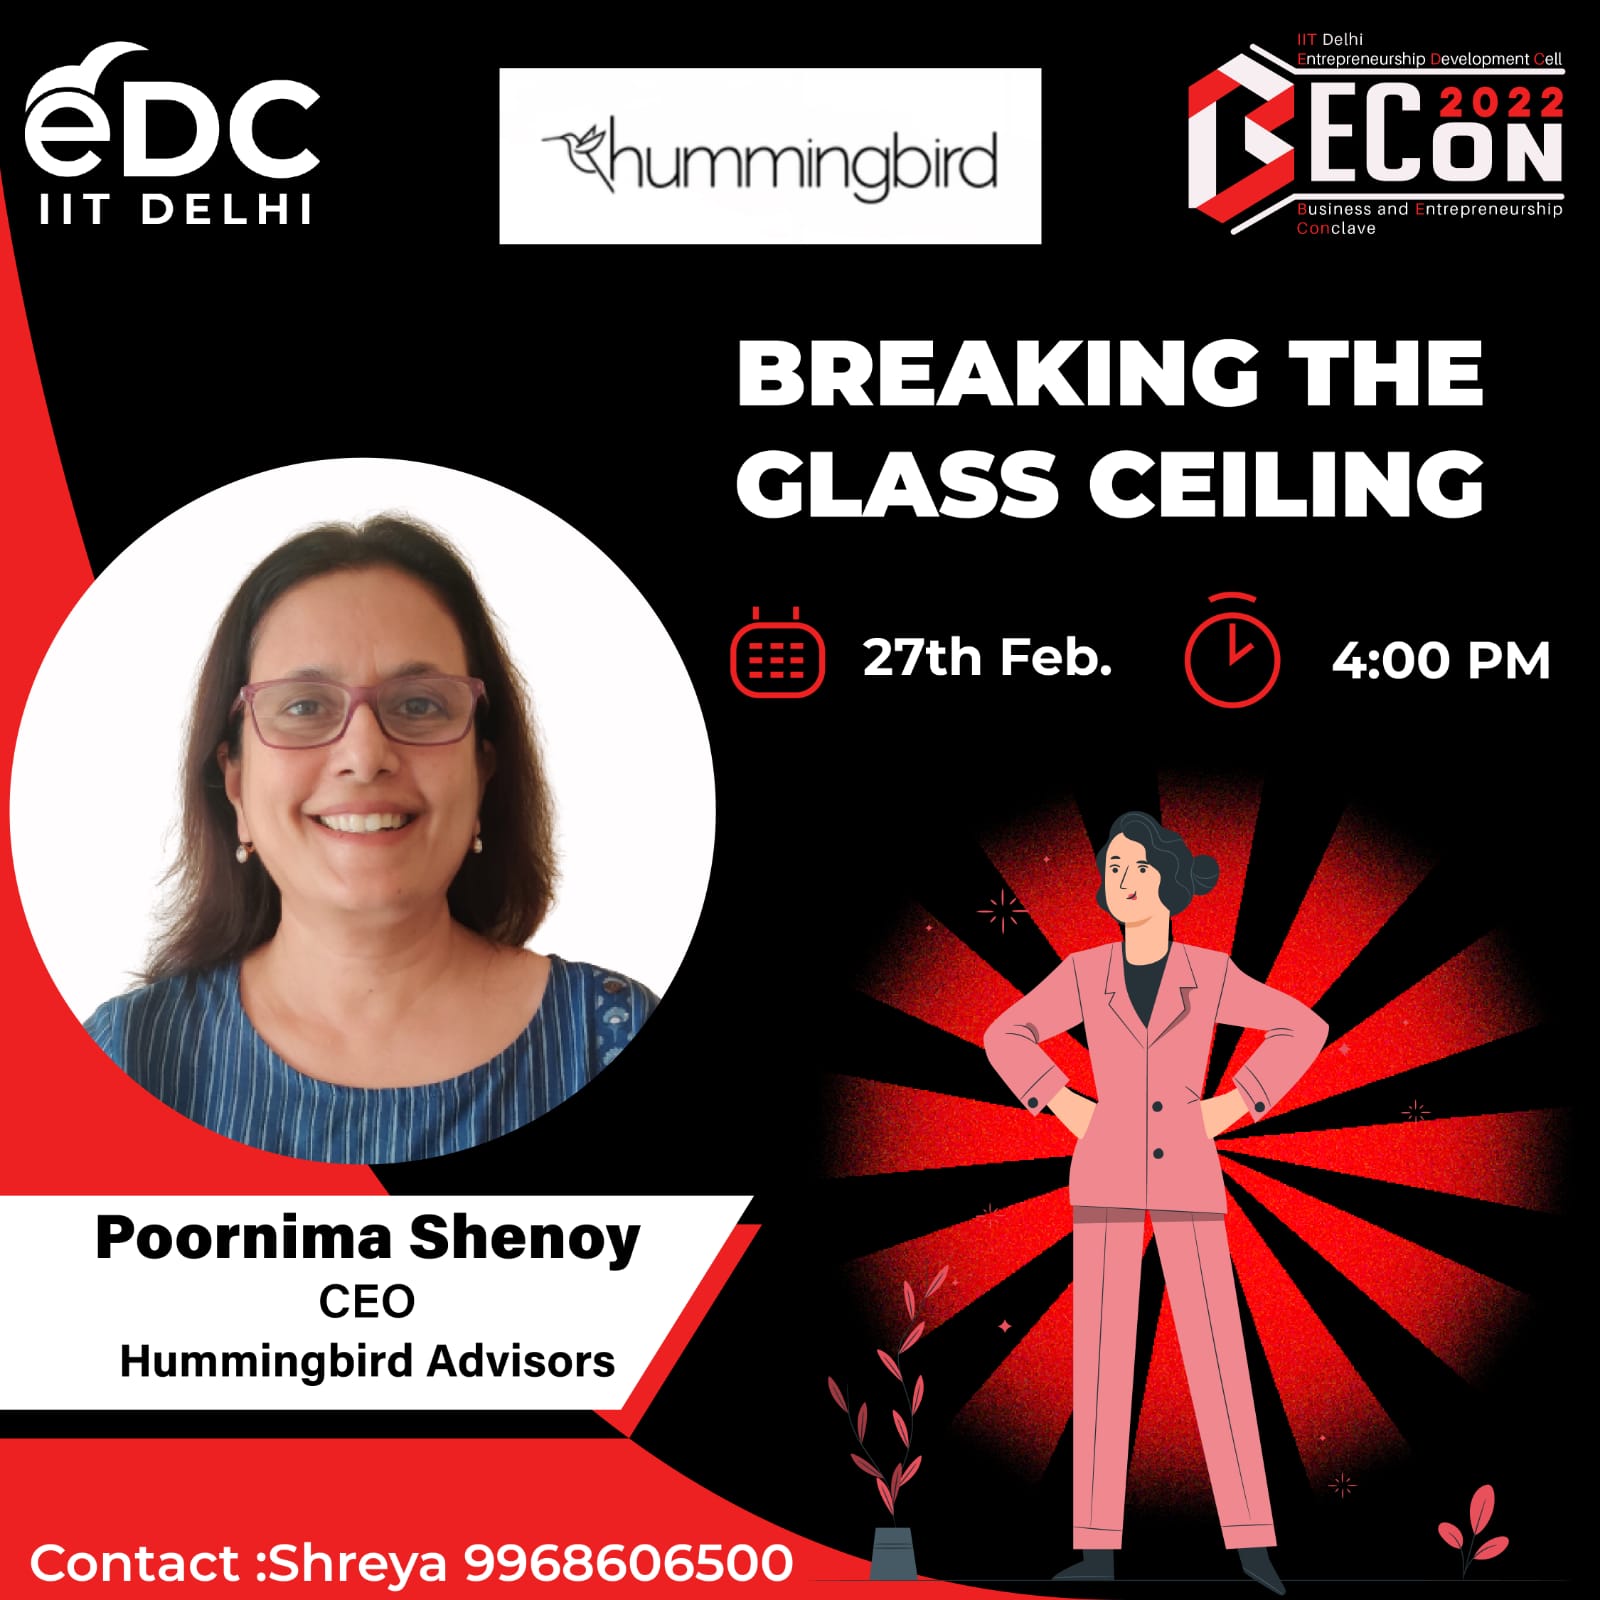 eDC
IIT DELHI
hummingbird
IIT Delhi
Entrepreneurship Development Cell
BECon 2022
Business and Entrepreneurship
Conclave
BREAKING THE
GLASS CEILING
27th Feb.
4:00 PM
Poornima Shenoy
CEO
Hummingbird Advisors
Contact :Shreya 9968606500